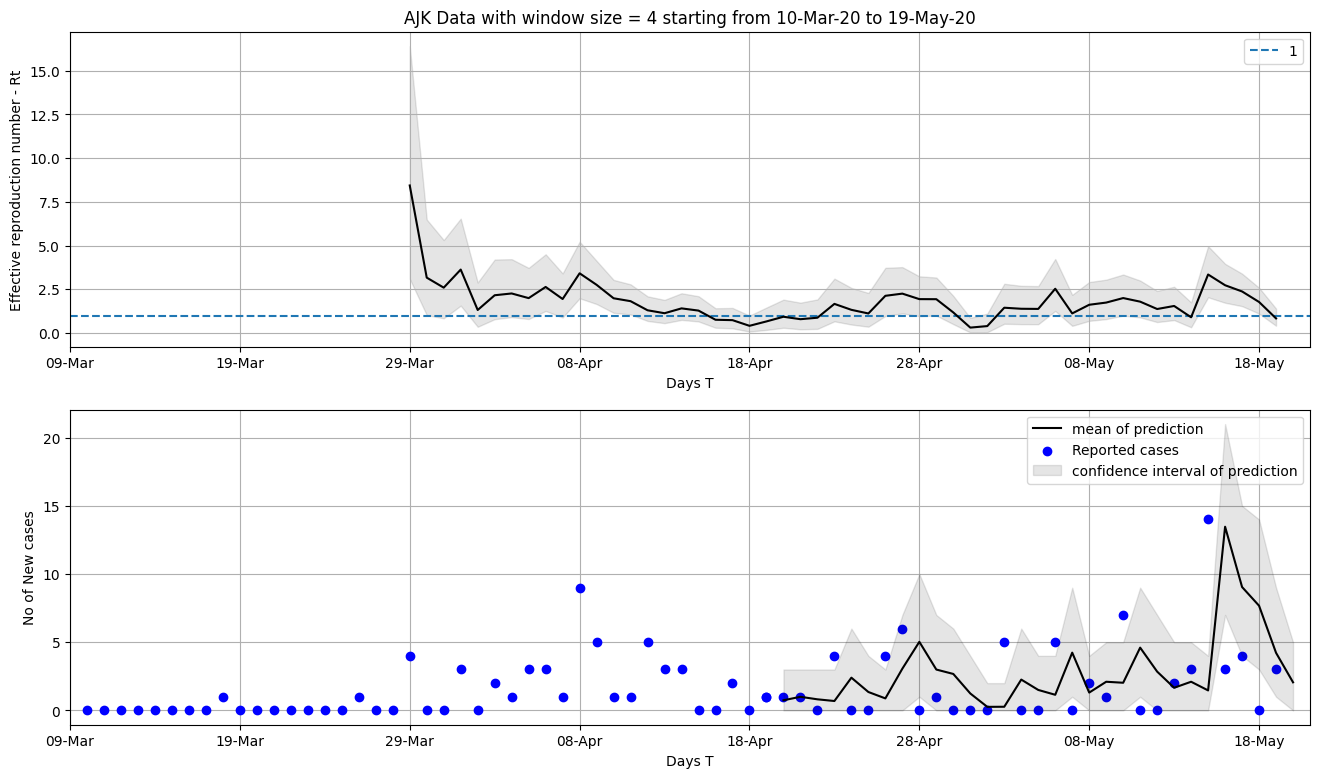 AJK Data with window size = 4 starting from 10-Mar-20 to 19-May-20
Effective reproduction number - Rt
15.0
12.5
10.0
7.5
5.0
2.5
0.0
1
09-Mar 19-Mar 29-Mar 08-Apr 18-Apr 28-Apr 08-May 18-May
Days T
No of New cases
20
15
10
5
0
mean of prediction
Reported cases
confidence interval of prediction
09-Mar 19-Mar 29-Mar 08-Apr 18-Apr 28-Apr 08-May 18-May
Days T